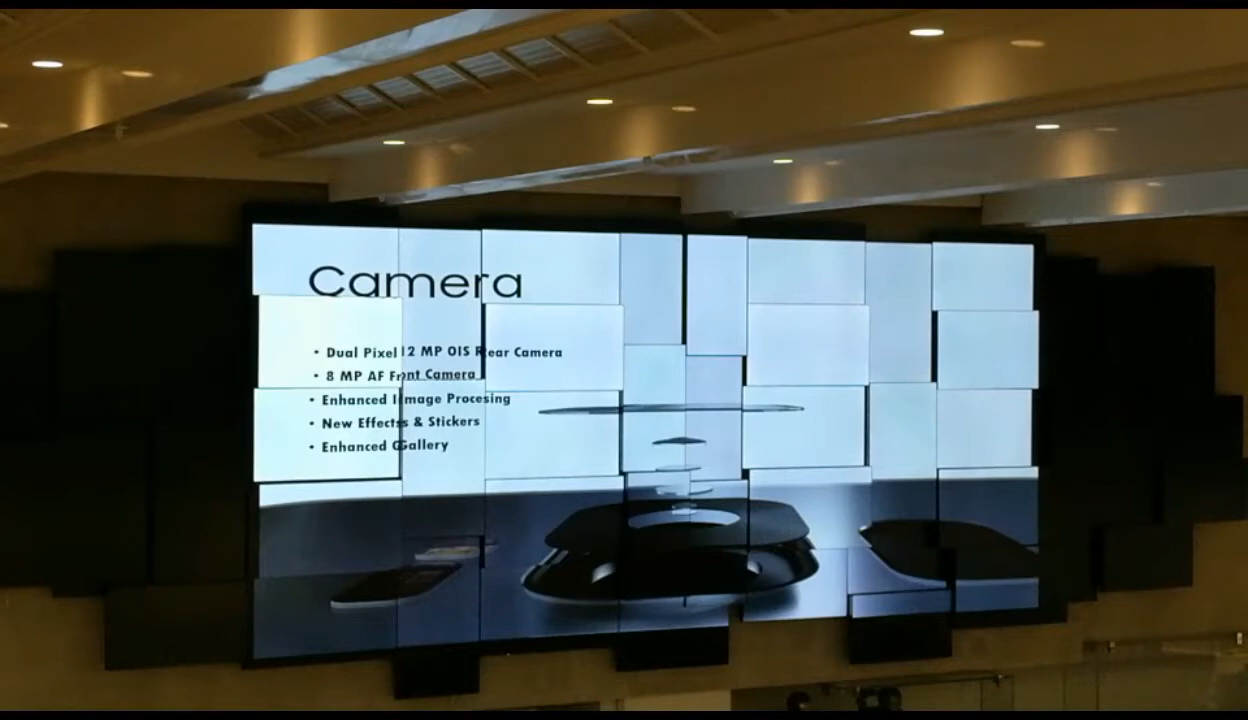 Camera
• Dual Pixel 12 MP OIS Rear Camera
• 8 MP AF Front Camera
• Enhanced Image Procesing
• New Effects & Stickers
• Enhanced Gallery